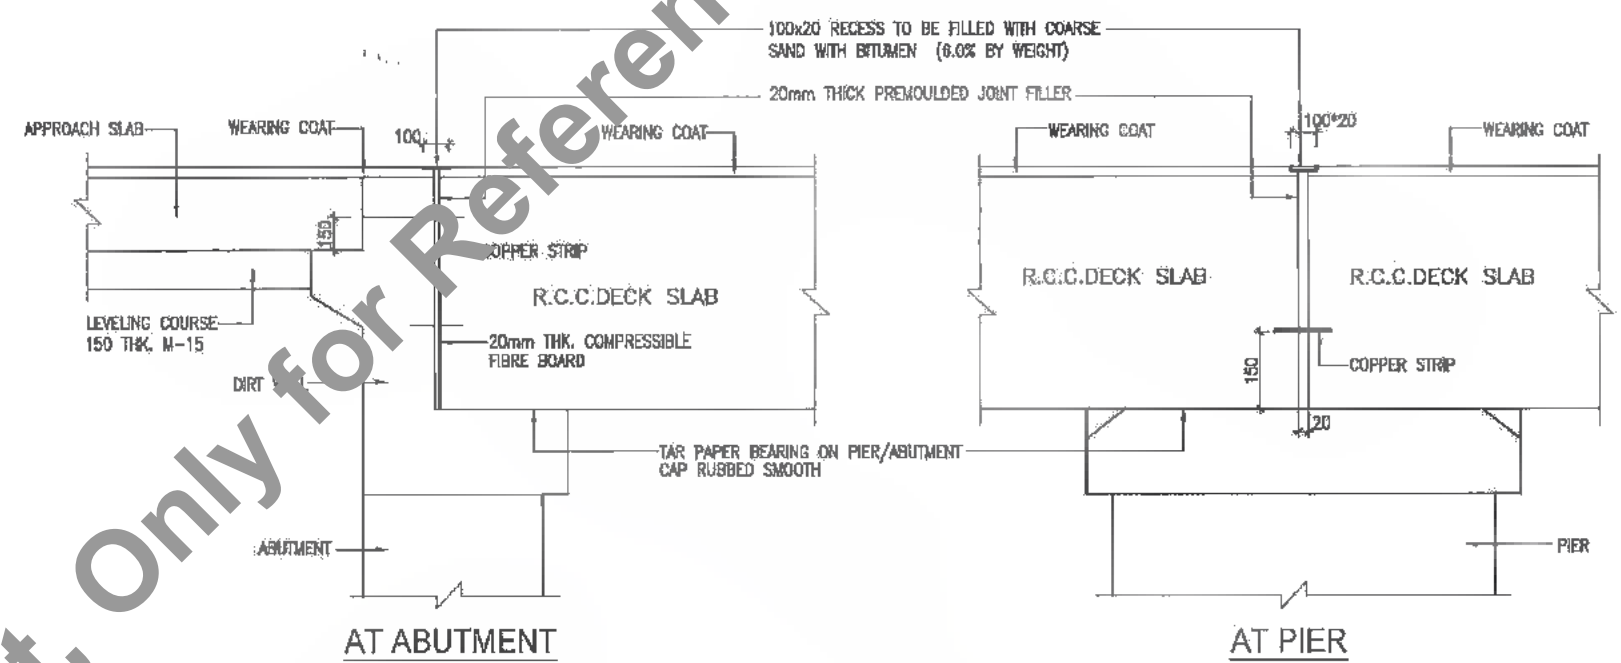 100x20 RECESS TO BE FILLED WITH COARSE
SAND WITH BITUMEN (6.0% BY WEIGHT)
20mm THICK PREMOULDED JOINT FILLER
APPROACH SLAB
WEARING COAT
100
WEARING COAT
WEARING COAT
100*20
WEARING COAT
150
COPPER STRIP
R.C.C.DECK SLAB
R.C.C.DECK SLAB
R.C.C.DECK SLAB
LEVELING COURSE
150 THK. M-15
20mm THK. COMPRESSIBLE
FIBRE BOARD
150
COPPER STRIP
DIRT
20
TAR PAPER BEARING ON PIER/ABUTMENT
CAP RUBBED SMOOTH
ABUTMENT
PIER
AT ABUTMENT
AT PIER
Only for Referen